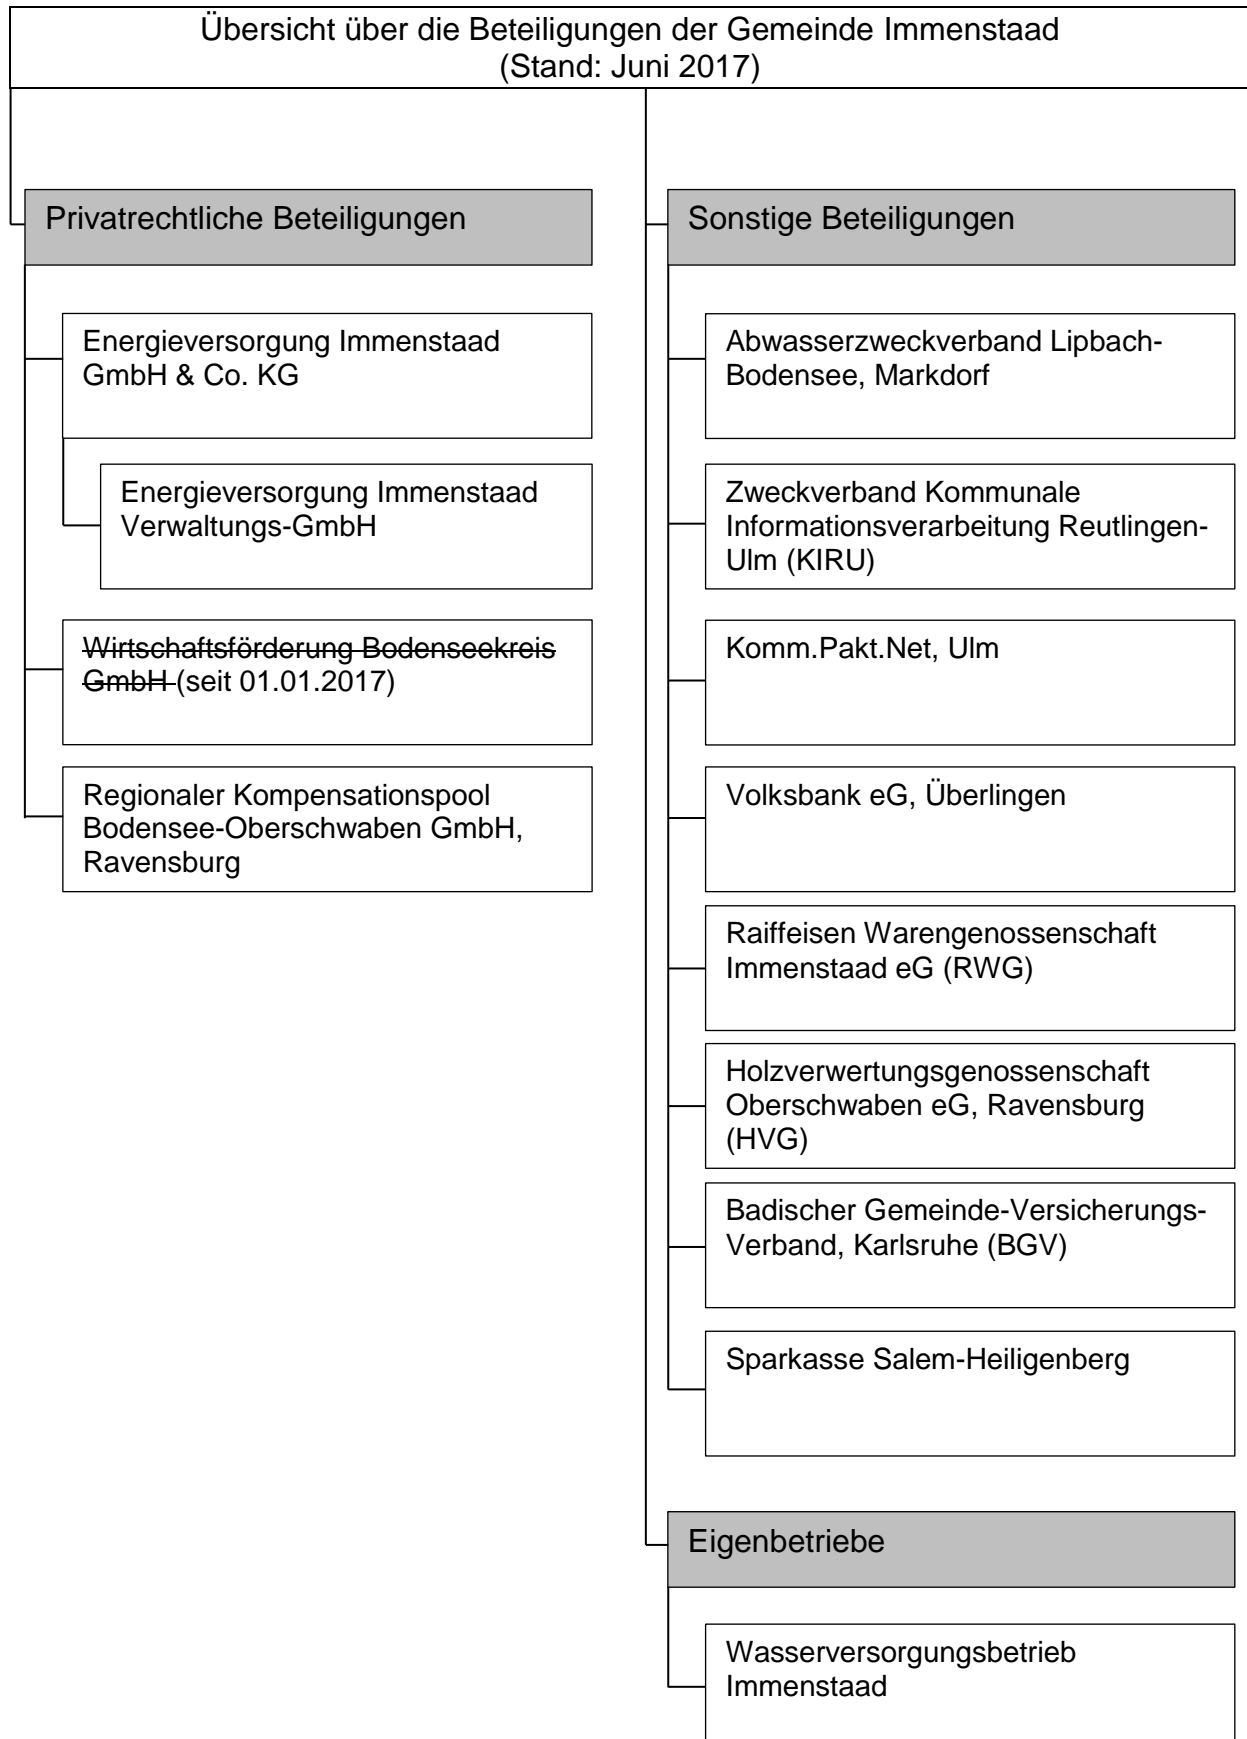 Übersicht über die Beteiligungen der Gemeinde Immenstaad
(Stand: Juni 2017)
Privatrechtliche Beteiligungen
Energieversorgung Immenstaad
GmbH & Co. KG
Energieversorgung Immenstaad
Verwaltungs-GmbH
Wirtschaftsförderung Bodenseekreis
GmbH (seit 01.01.2017)
Regionaler Kompensationspool
Bodensee-Oberschwaben GmbH,
Ravensburg
Sonstige Beteiligungen
Abwasserzweckverband Lipbach-
Bodensee, Markdorf
Zweckverband Kommunale
Informationsverarbeitung Reutlingen-
Ulm (KIRU)
Komm.Pakt.Net, Ulm
Volksbank eG, Überlingen
Raiffeisen Warengenossenschaft
Immenstaad eG (RWG)
Holzverwertungsgenossenschaft
Oberschwaben eG, Ravensburg
(HVG)
Badischer Gemeinde-Versicherungs-
Verband, Karlsruhe (BGV)
Sparkasse Salem-Heiligenberg
Eigenbetriebe
Wasserversorgungsbetrieb
Immenstaad